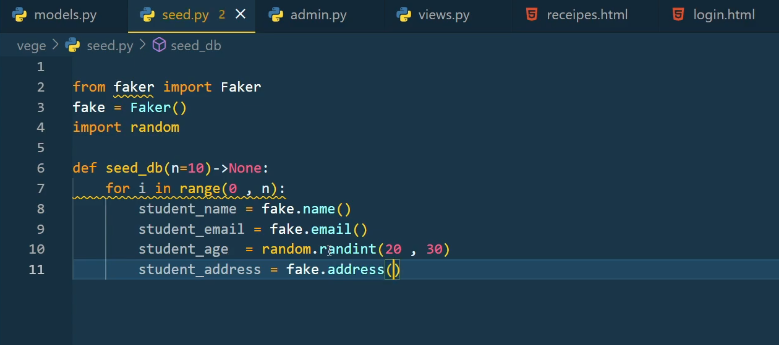 models.py seed.py 2 × admin.py views.py receipes.html login.html
vege > seed.py > seed_db
1
2 from faker import Faker
3 fake = Faker()
4 import random
5
6 def seed_db(n=10)->None:
7 for i in range(0 , n):
8 student_name = fake.name()
9 student_email = fake.email()
10 student_age  = random.randint(20 , 30)
11 student_address = fake.address()